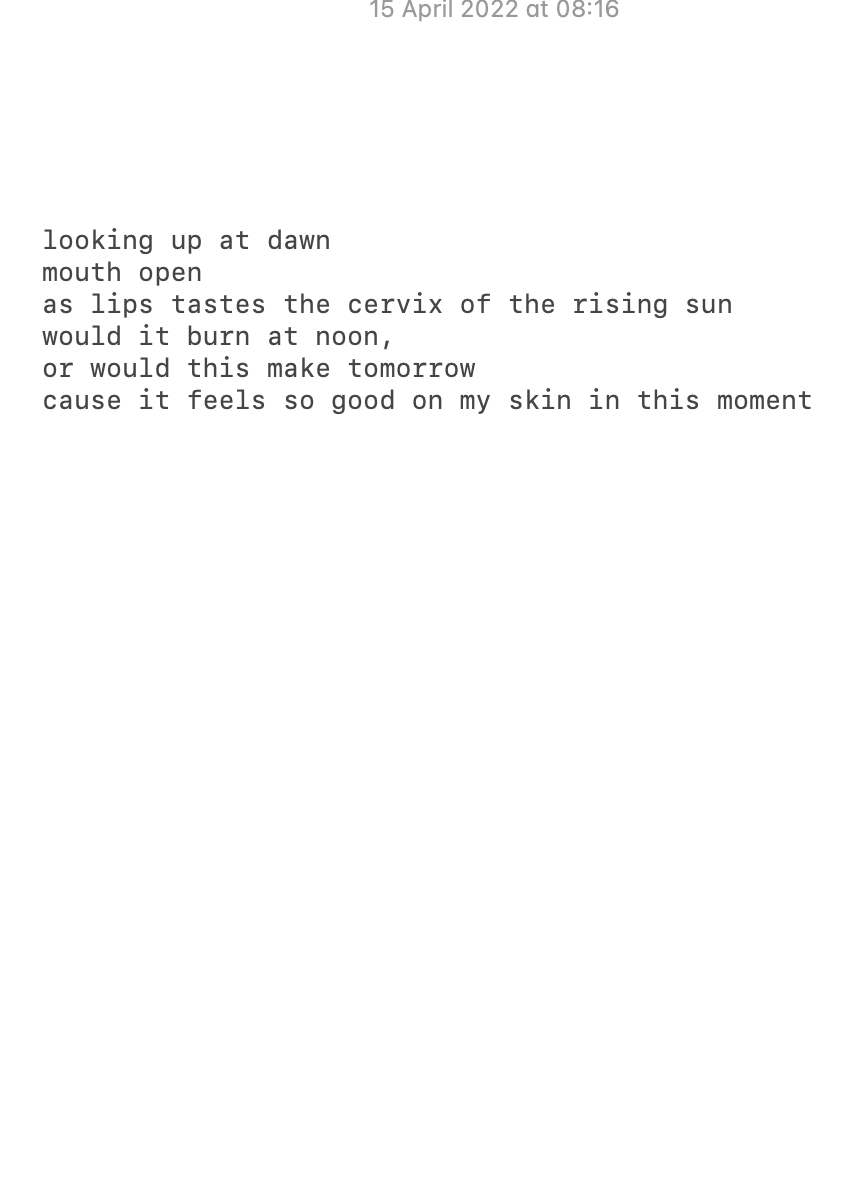 15 April 2022 at 08:16
looking up at dawn
mouth open
as lips tastes the cervix of the rising sun
would it burn at noon,
or would this make tomorrow
cause it feels so good on my skin in this moment